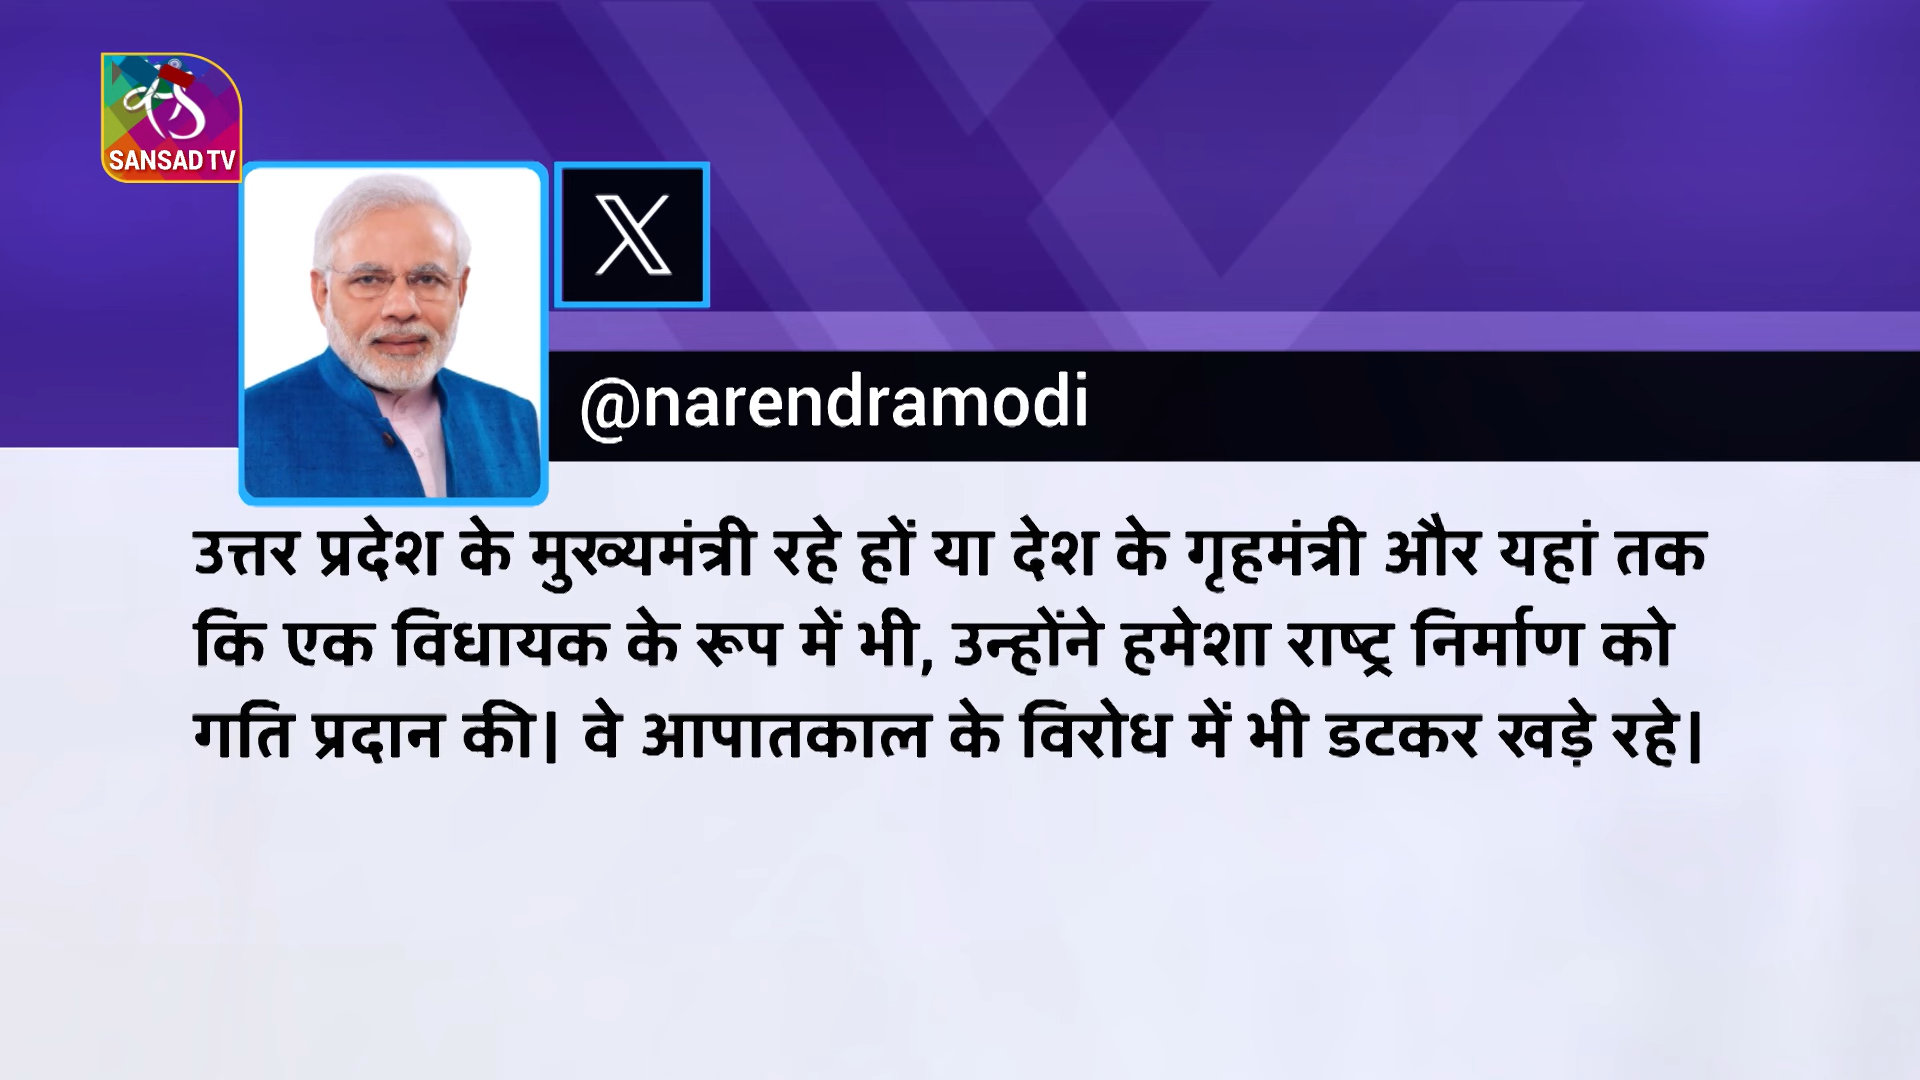 SANSAD TV
X
@narendramodi
उत्तर प्रदेश के मुख्यमंत्री रहे हों या देश के गृहमंत्री और यहां तक
कि एक विधायक के रूप में भी, उन्होंने हमेशा राष्ट्र निर्माण को
गति प्रदान की। वे आपातकाल के विरोध में भी डटकर खड़े रहे।